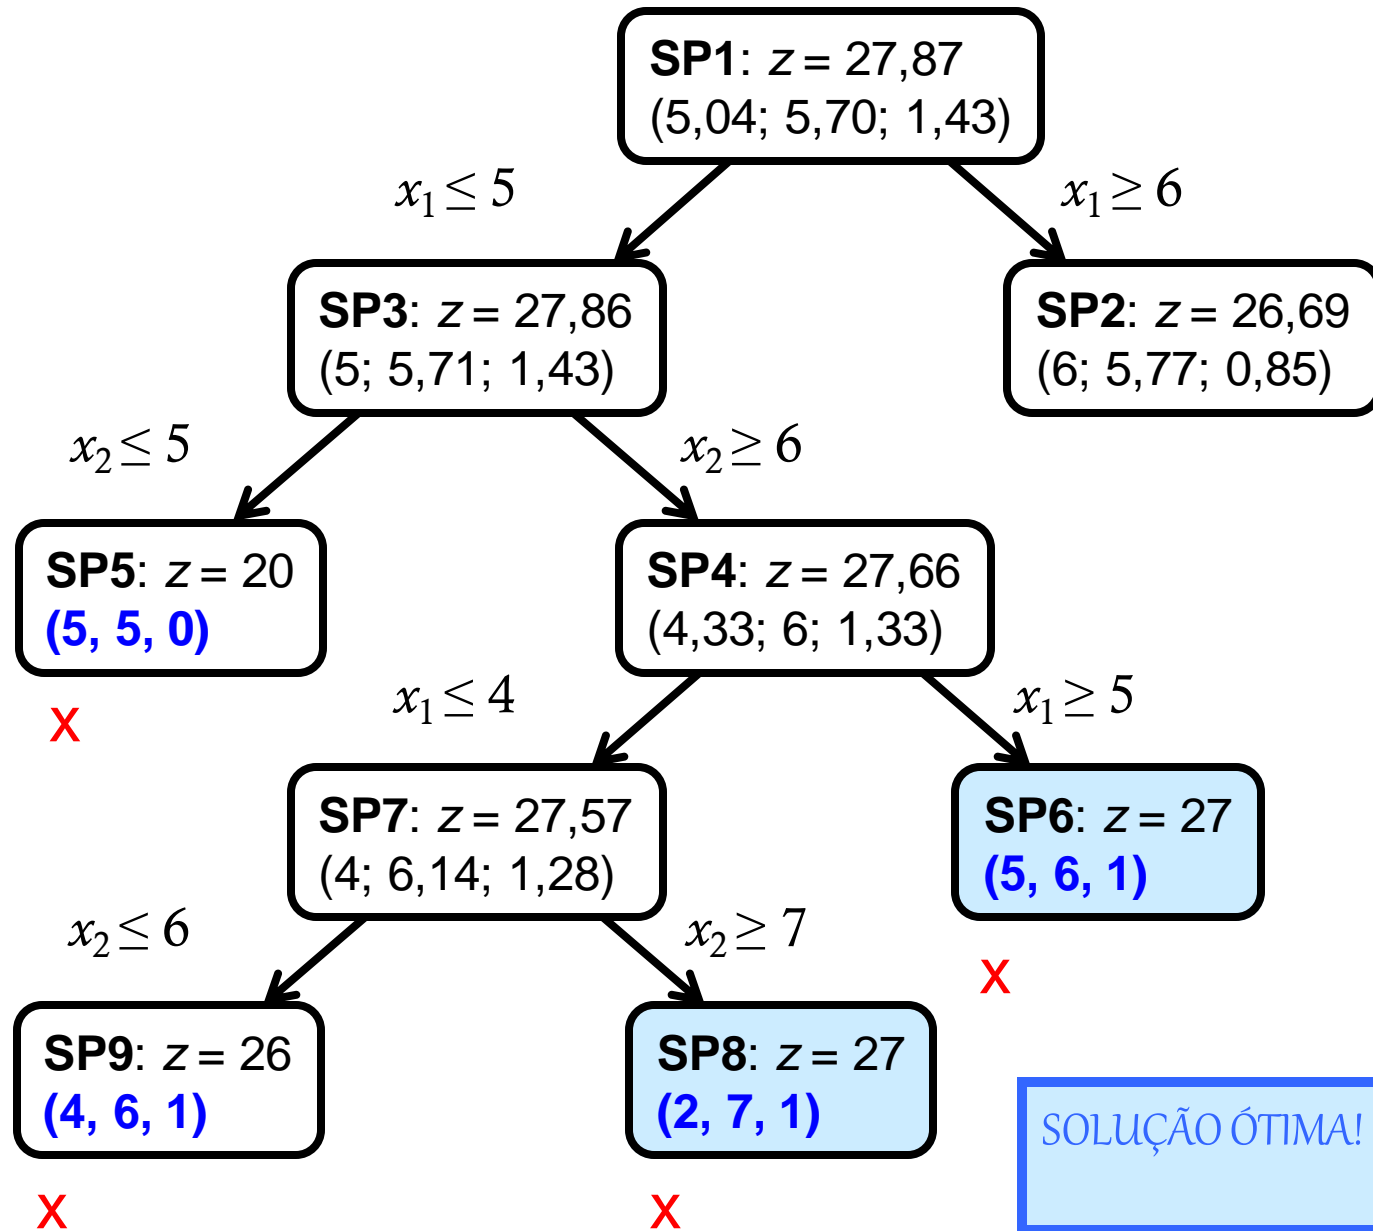 SP1: z = 27,87
(5,04; 5,70; 1,43)
x₁ ≤ 5
x₁ ≥ 6
SP3: z = 27,86
(5; 5,71; 1,43)
SP2: z = 26,69
(6; 5,77; 0,85)
x₂ ≤ 5
x₂ ≥ 6
SP5: z = 20
(5, 5, 0)
X
SP4: z = 27,66
(4,33; 6; 1,33)
x₁ ≤ 4
x₁ ≥ 5
SP7: z = 27,57
(4; 6,14; 1,28)
SP6: z = 27
(5, 6, 1)
X
x₂ ≤ 6
x₂ ≥ 7
SP9: z = 26
(4, 6, 1)
X
SP8: z = 27
(2, 7, 1)
X
SOLUÇÃO ÓTIMA!